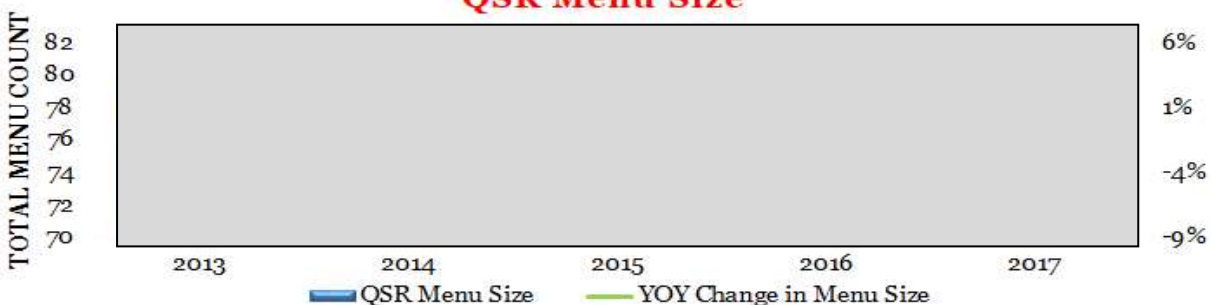 QSR Menu Size
TOTAL MENU COUNT
82
80
78
76
74
72
70
6%
1%
-4%
-9%
2013 2014 2015 2016 2017
QSR Menu Size YOY Change in Menu Size